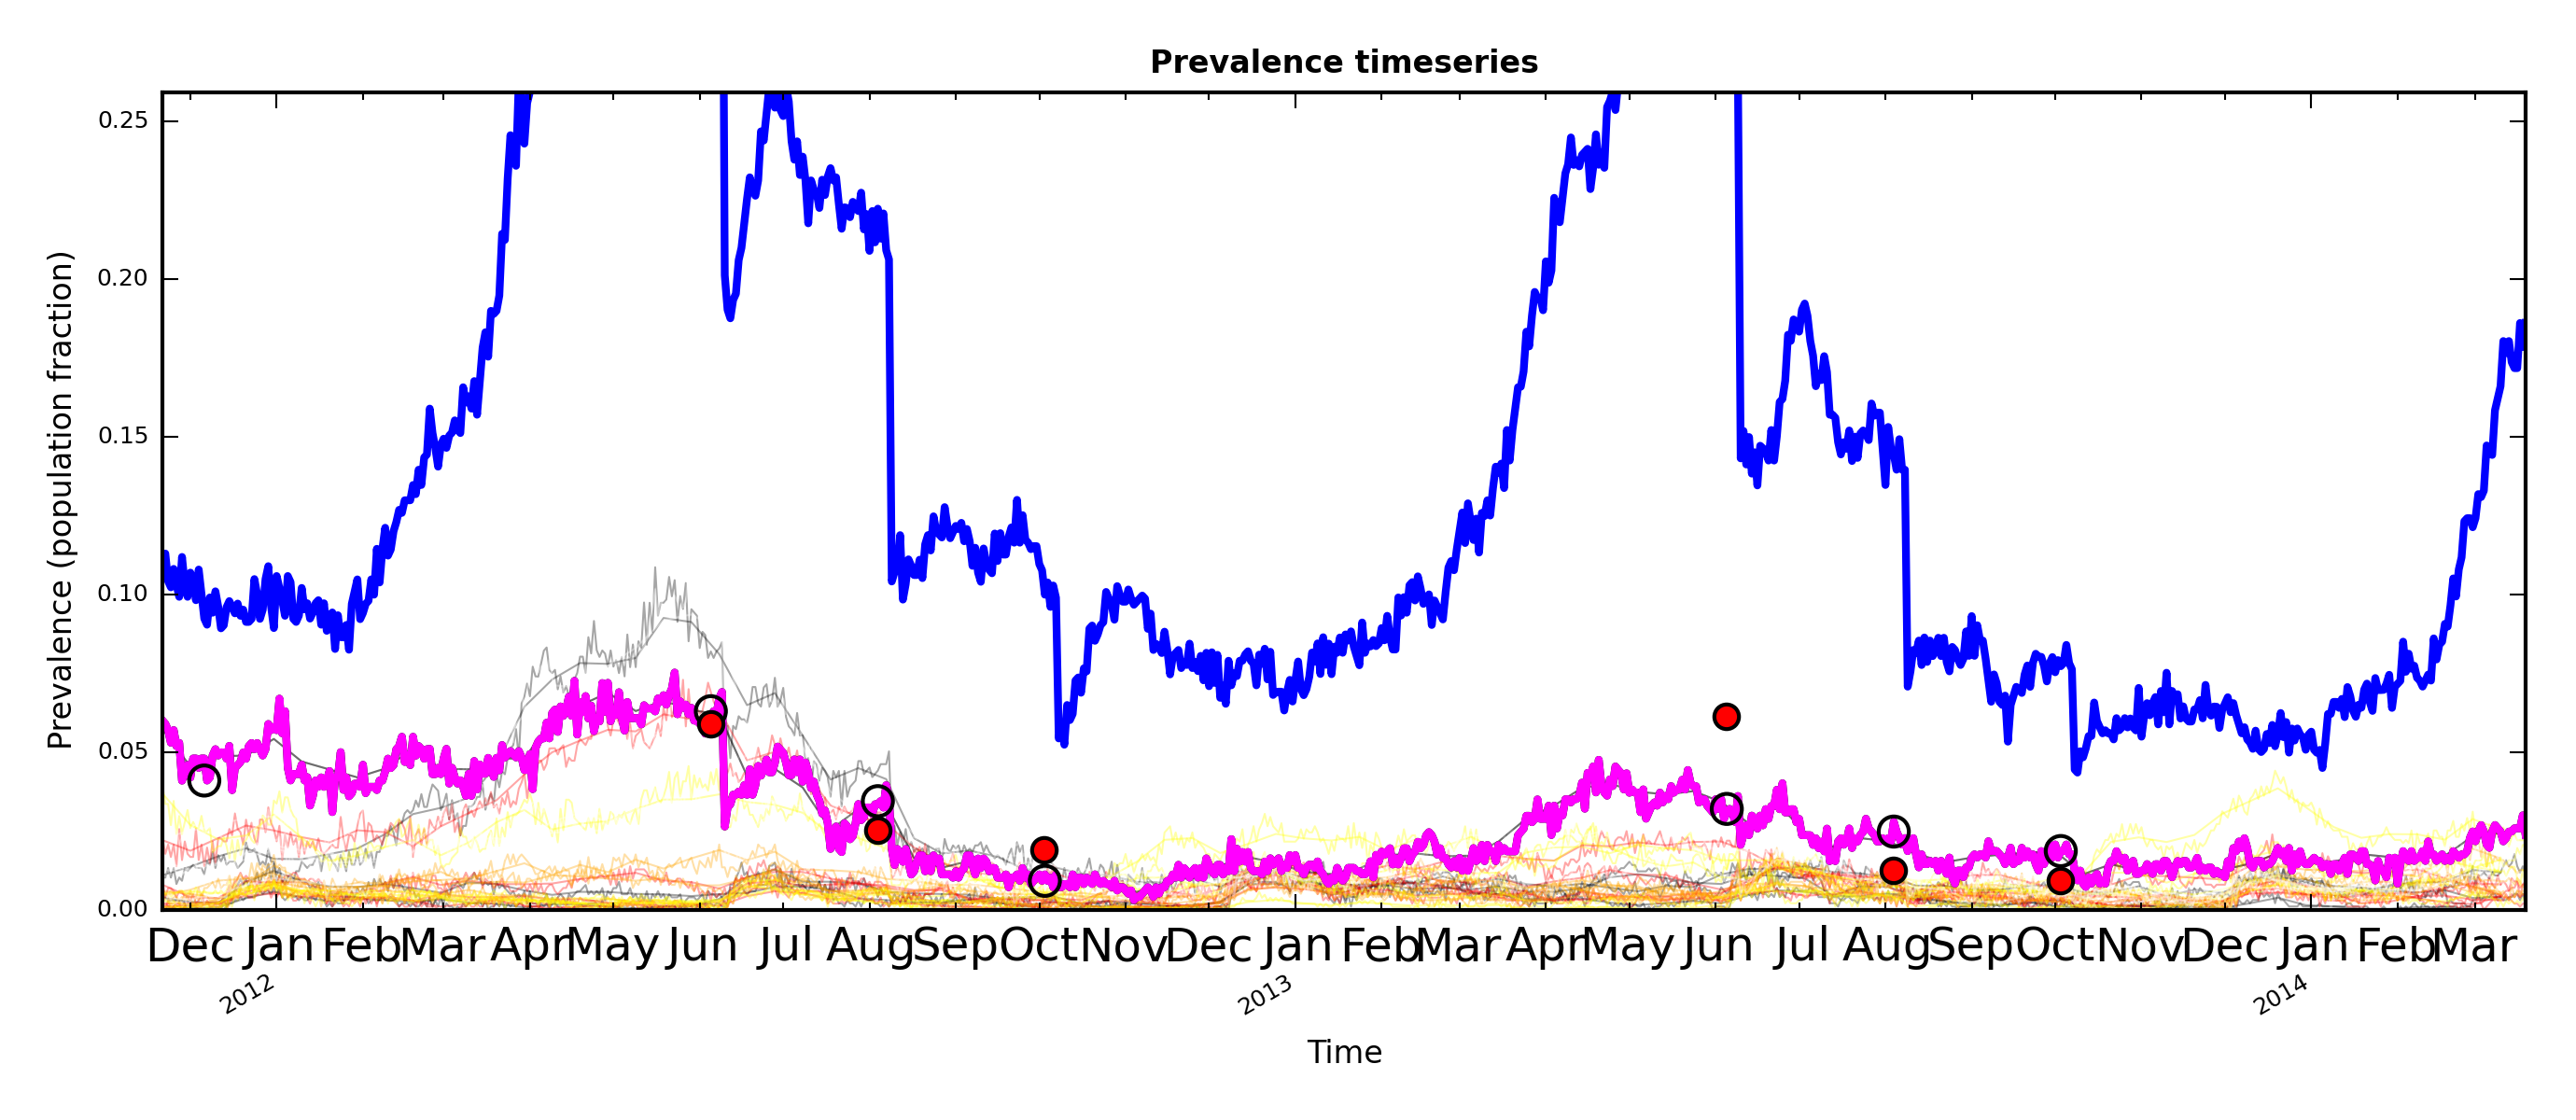 Prevalence timeseries
Prevalence (population fraction)
0.25
0.20
0.15
0.10
0.05
0.00
Dec Jan Feb Mar Apr May Jun Jul Aug Sep Oct Nov Dec Jan Feb Mar Apr May Jun Jul Aug Sep Oct Nov Dec Jan Feb Mar
2012 2013 2014
Time